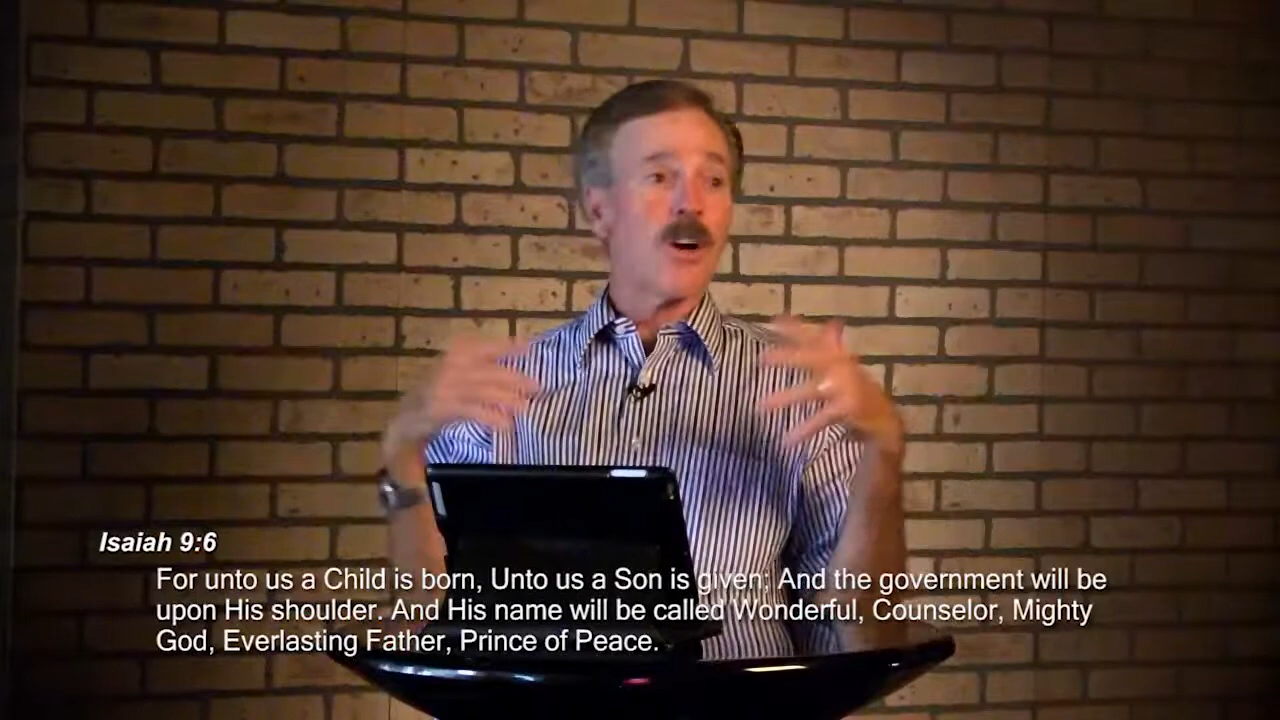 Isaiah 9:6
For unto us a Child is born, Unto us a Son is given; And the government will be
upon His shoulder. And His name will be called Wonderful, Counselor, Mighty
God, Everlasting Father, Prince of Peace.